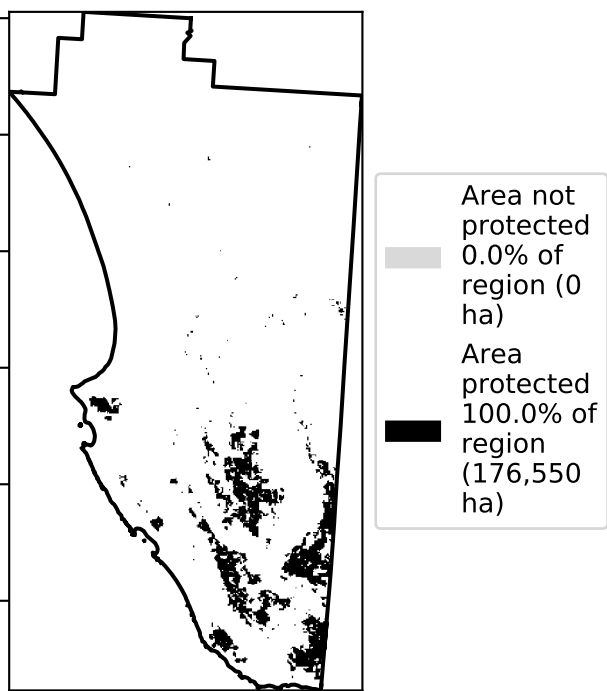 Area not
protected
0.0% of
region (0
ha)
Area
protected
100.0% of
region
(176,550
ha)